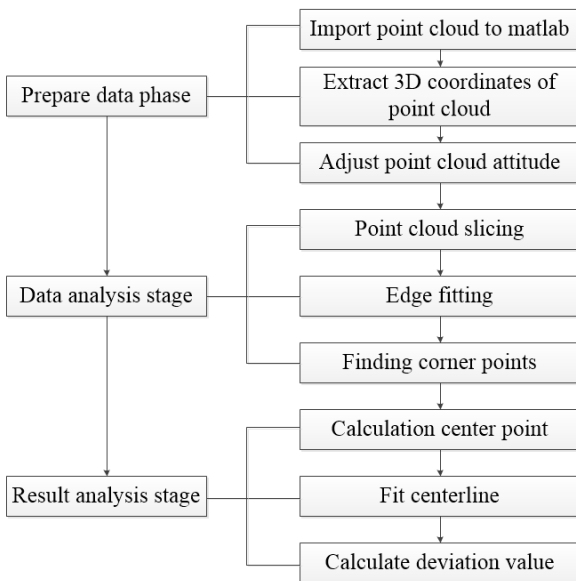 Import point cloud to matlab
Prepare data phase
Extract 3D coordinates of
point cloud
Adjust point cloud attitude
Point cloud slicing
Data analysis stage
Edge fitting
Finding corner points
Calculation center point
Result analysis stage
Fit centerline
Calculate deviation value